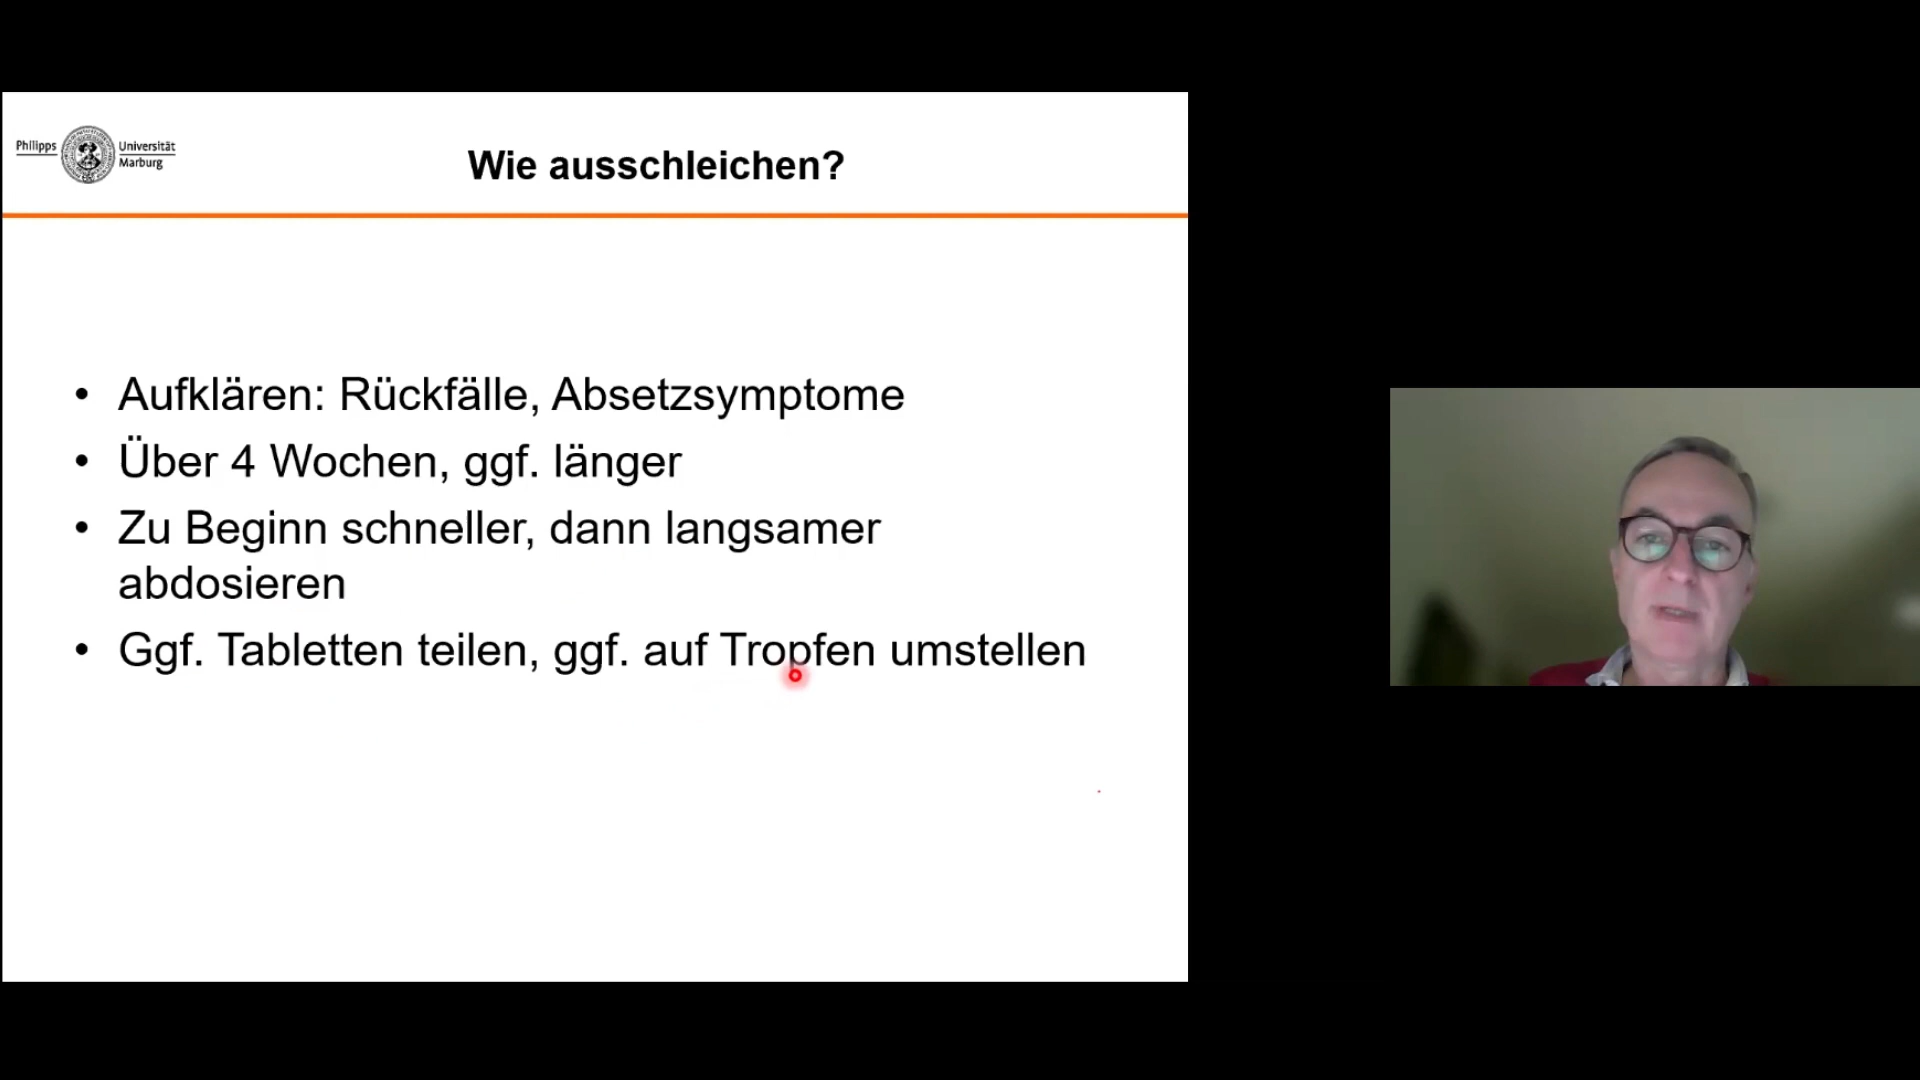 Philipps
Universität
Marburg
Wie ausschleichen?
• Aufklären: Rückfälle, Absetzsymptome
• Über 4 Wochen, ggf. länger
• Zu Beginn schneller, dann langsamer
abdosieren
• Ggf. Tabletten teilen, ggf. auf Tropfen umstellen